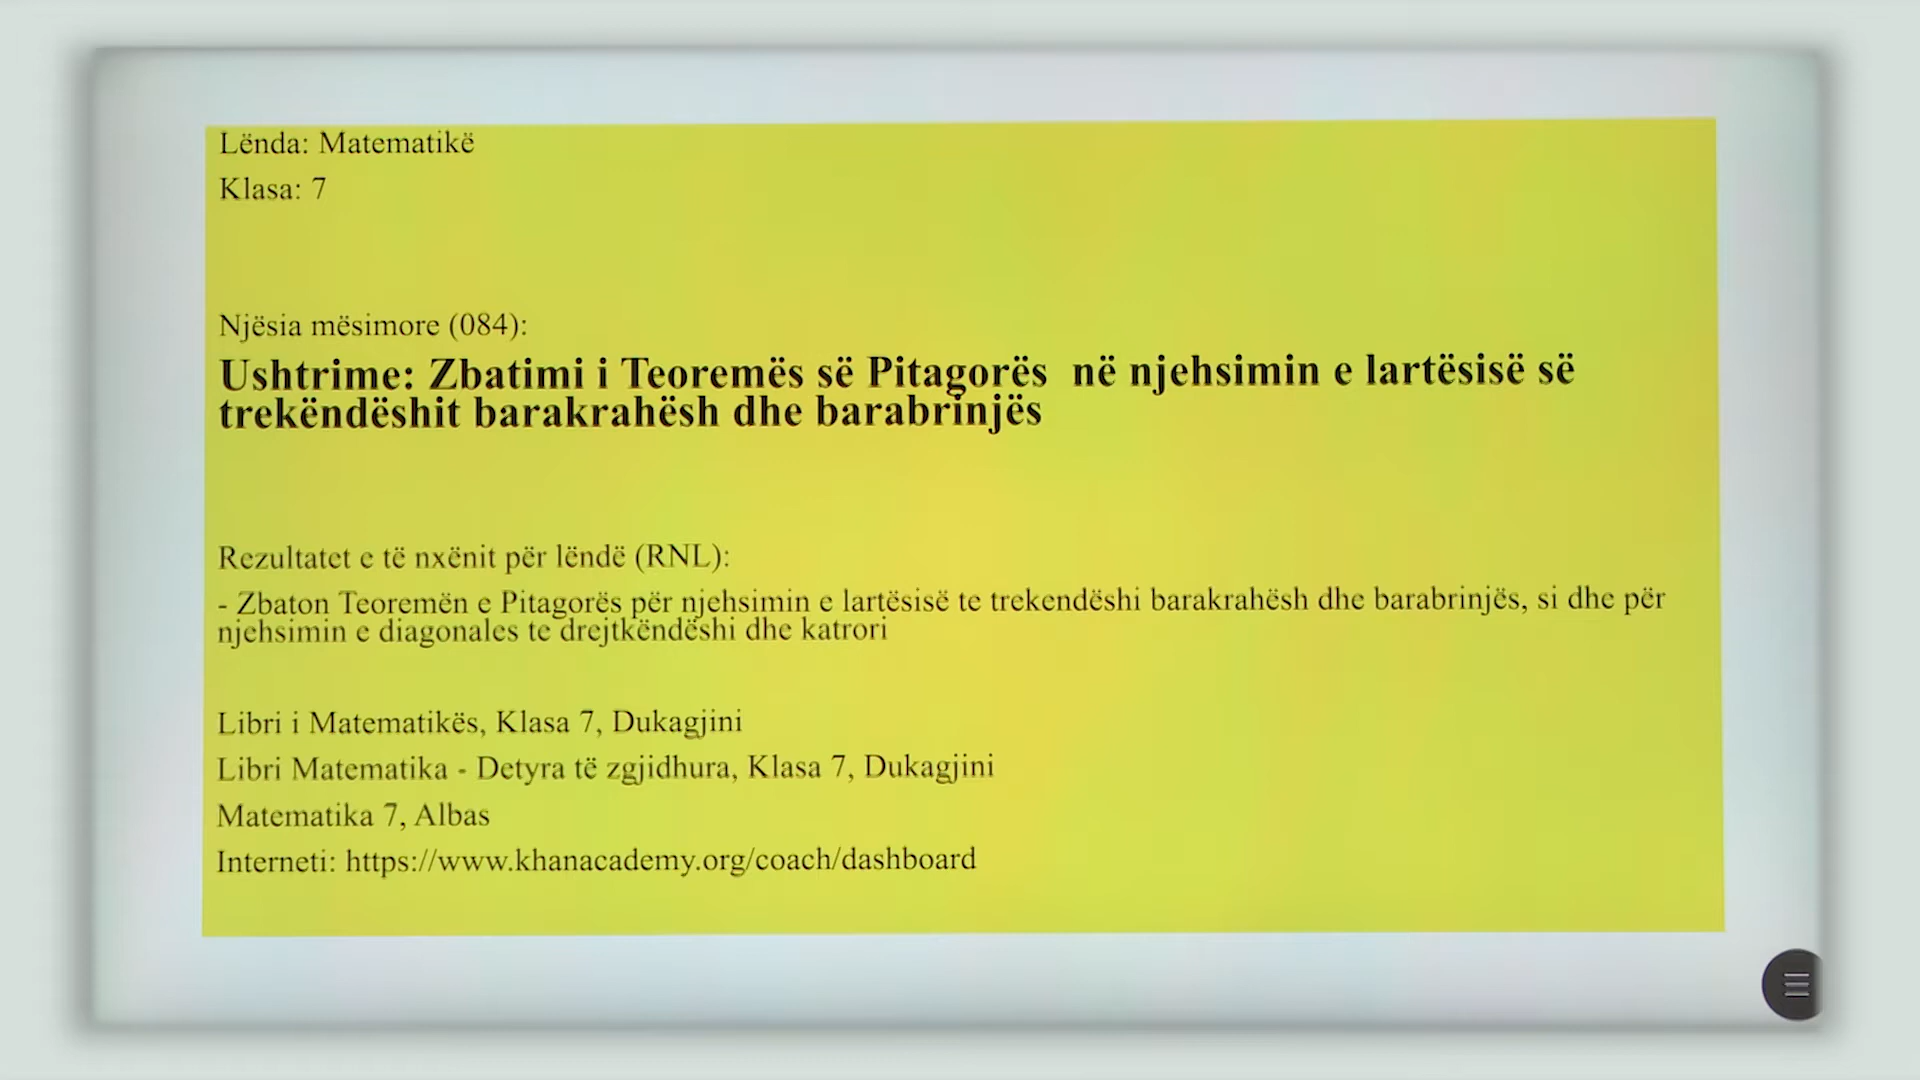 Lënda: Matematikë
Klasa: 7
Njësia mësimore (084):
Ushtrime: Zbatimi i Teoremës së Pitagorës në njehsimin e lartësisë së
trekëndëshit barakrahësh dhe barabrinjës
Rezultatet e të nxënit për lëndë (RNL):
- Zbaton Teoremën e Pitagorës për njehsimin e lartësisë te trekendëshi barakrahësh dhe barabrinjës, si dhe për
njehsimin e diagonales te drejtkëndëshi dhe katrori
Libri i Matematikës, Klasa 7, Dukagjini
Libri Matematika - Detyra të zgjidhura, Klasa 7, Dukagjini
Matematika 7, Albas
Interneti: https://www.khanacademy.org/coach/dashboard